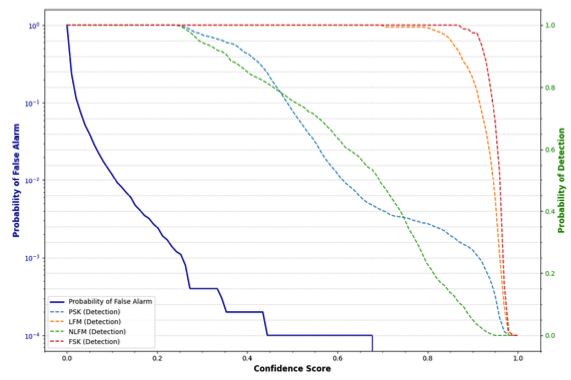 10⁰
10⁻¹
10⁻²
10⁻³
10⁻⁴
Probability of False Alarm
1.0
0.8
0.6
0.4
0.2
0.0
Probability of Detection
Probability of False Alarm
PSK (Detection)
LFM (Detection)
NLFM (Detection)
FSK (Detection)
0.0 0.2 0.4 0.6 0.8 1.0
Confidence Score